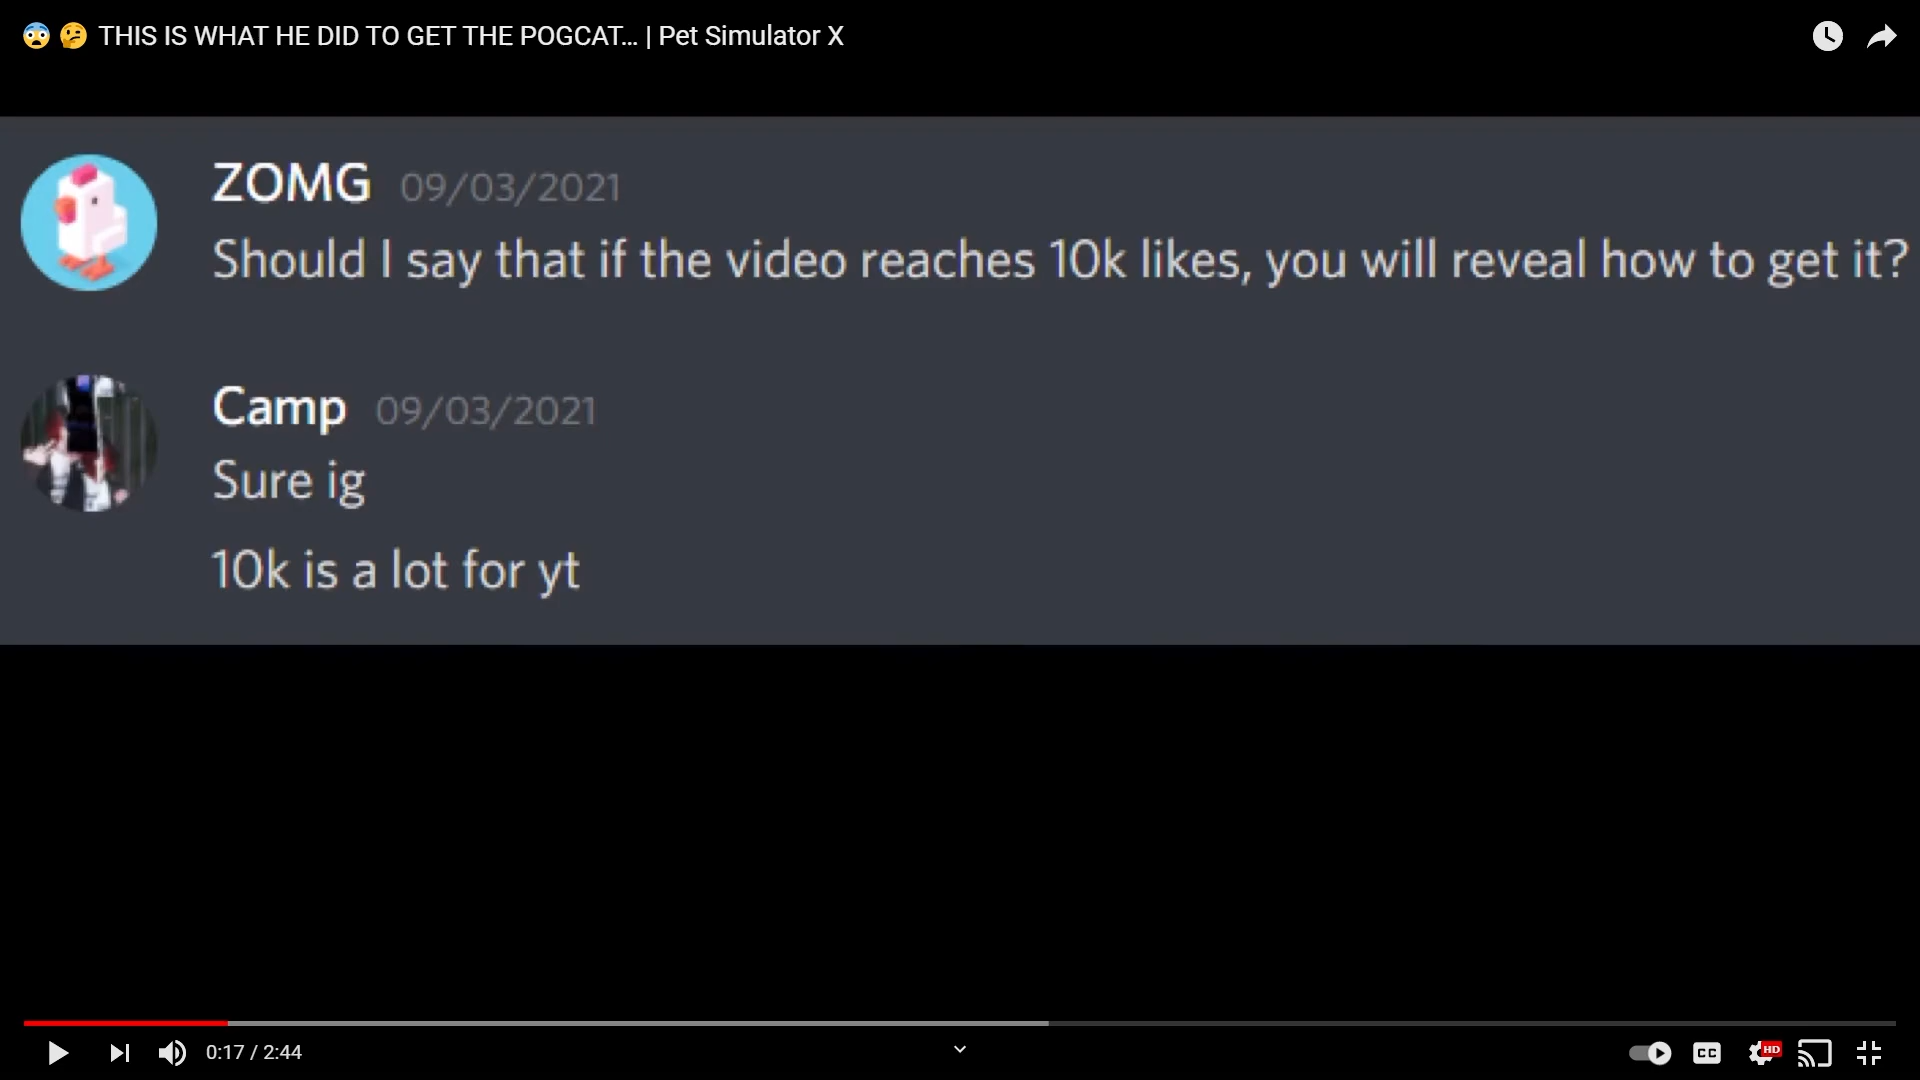 😨 🤔 THIS IS WHAT HE DID TO GET THE POGCAT... | Pet Simulator X
ZOMG 09/03/2021
Should I say that if the video reaches 10k likes, you will reveal how to get it?
Camp 09/03/2021
Sure ig
10k is a lot for yt
0:17 / 2:44
CC
HD